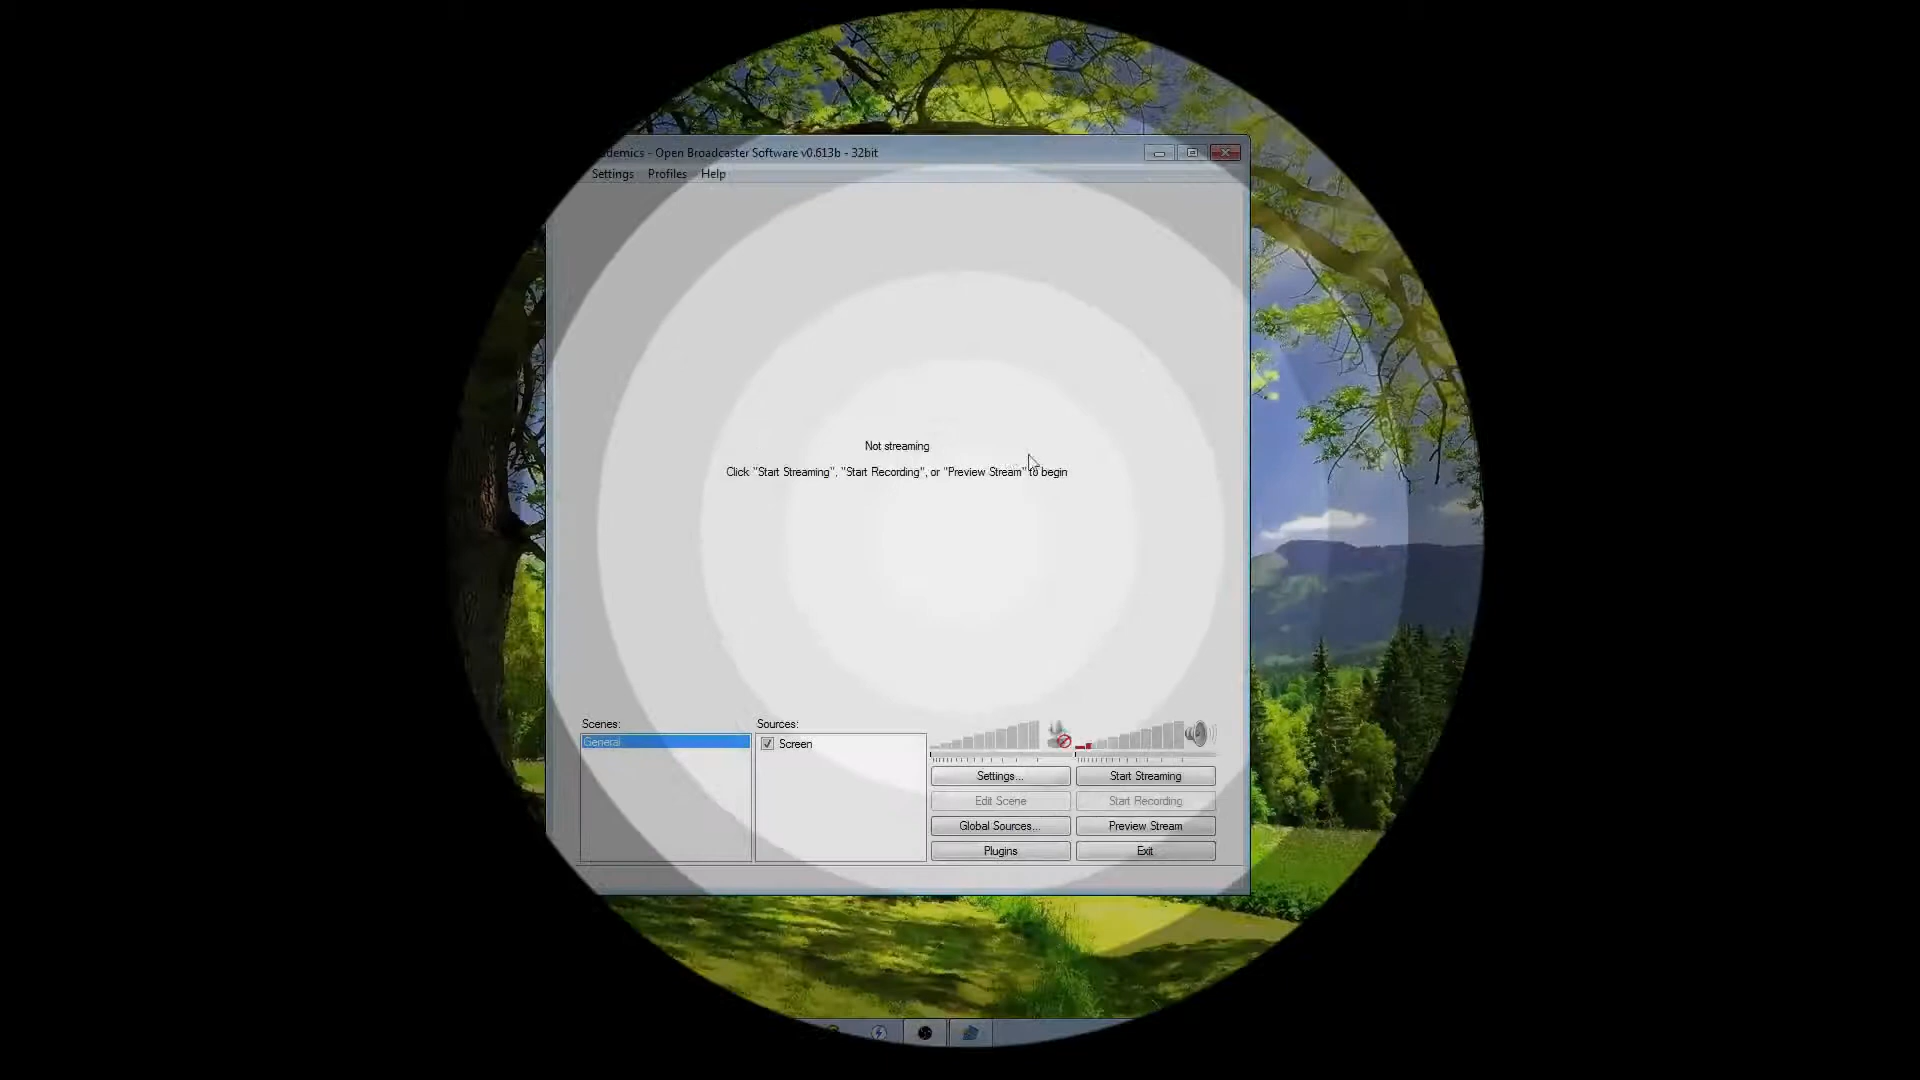 demics - Open Broadcaster Software v0.613b - 32bit
Settings Profiles Help
Not streaming
Click "Start Streaming", "Start Recording", or "Preview Stream" to begin
Scenes:
General
Sources:
Screen
Settings...
Start Streaming
Edit Scene
Start Recording
Global Sources...
Preview Stream
Plugins
Exit